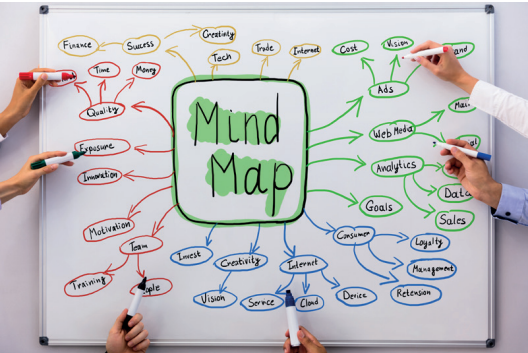 Finance
Success
Creativity
Tech
Trade
Internet
Cost
Vision
Ads
Time
Money
Quality
Mind
Map
Web Media
Exposure
Analytics
Innovation
Data
Goals
Sales
Motivation
Team
Training
Invest
Creativity
Internet
Consumer
Loyalty
Management
Retension
Vision
Service
Cloud
Device